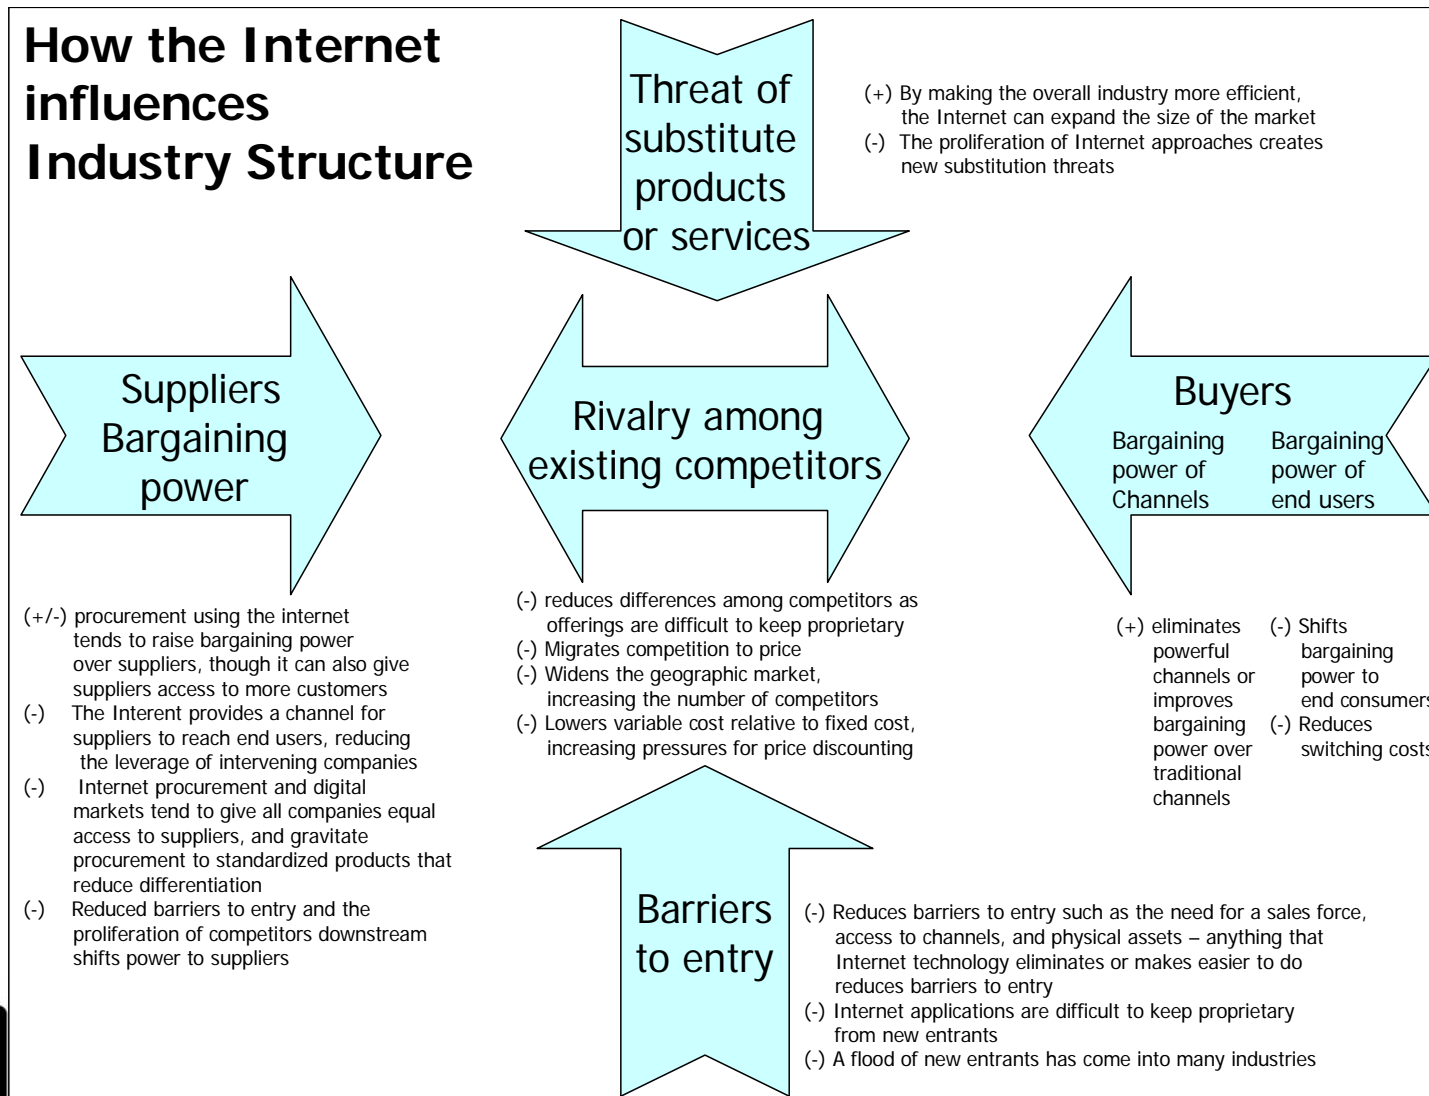 How the Internet
influences
Industry Structure
Threat of
substitute
products
or services
(+) By making the overall industry more efficient,
the Internet can expand the size of the market
(-) The proliferation of Internet approaches creates
new substitution threats
Suppliers
Bargaining
power
Rivalry among
existing competitors
Buyers
Bargaining
power of
Channels
Bargaining
power of
end users
(+/-) procurement using the internet
tends to raise bargaining power
over suppliers, though it can also give
suppliers access to more customers
(-) The Interent provides a channel for
suppliers to reach end users, reducing
the leverage of intervening companies
(-) Internet procurement and digital
markets tend to give all companies equal
access to suppliers, and gravitate
procurement to standardized products that
reduce differentiation
(-) Reduced barriers to entry and the
proliferation of competitors downstream
shifts power to suppliers
(-) reduces differences among competitors as
offerings are difficult to keep proprietary
(-) Migrates competition to price
(-) Widens the geographic market,
increasing the number of competitors
(-) Lowers variable cost relative to fixed cost,
increasing pressures for price discounting
(+) eliminates
powerful
channels or
improves
bargaining
power over
traditional
channels
(-) Shifts
bargaining
power to
end consumers
(-) Reduces
switching costs
Barriers
to entry
(-) Reduces barriers to entry such as the need for a sales force,
access to channels, and physical assets – anything that
Internet technology eliminates or makes easier to do
reduces barriers to entry
(-) Internet applications are difficult to keep proprietary
from new entrants
(-) A flood of new entrants has come into many industries